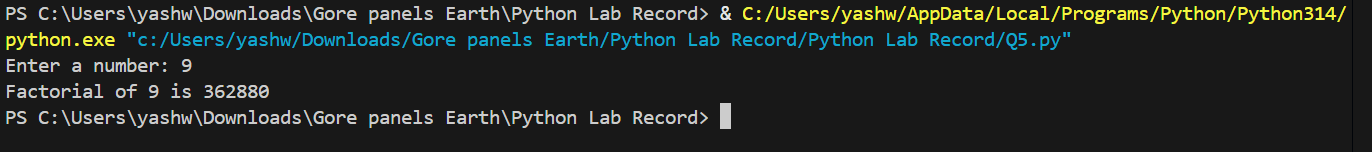 PS C:\Users\yashw\Downloads\Gore panels Earth\Python Lab Record> & C:/Users/yashw/AppData/Local/Programs/Python/Python314/
python.exe "c:/Users/yashw/Downloads/Gore panels Earth/Python Lab Record/Python Lab Record/Q5.py"
Enter a number: 9
Factorial of 9 is 362880
PS C:\Users\yashw\Downloads\Gore panels Earth\Python Lab Record>